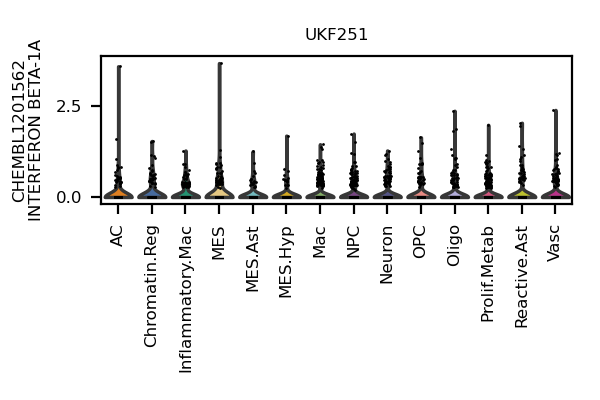 UKF251
CHEMBL1201562
INTERFERON BETA-1A
2.5
0.0
AC
Chromatin.Reg
Inflammatory.Mac
MES
MES.Ast
MES.Hyp
Mac
NPC
Neuron
OPC
Oligo
Prolif.Metab
Reactive.Ast
Vasc